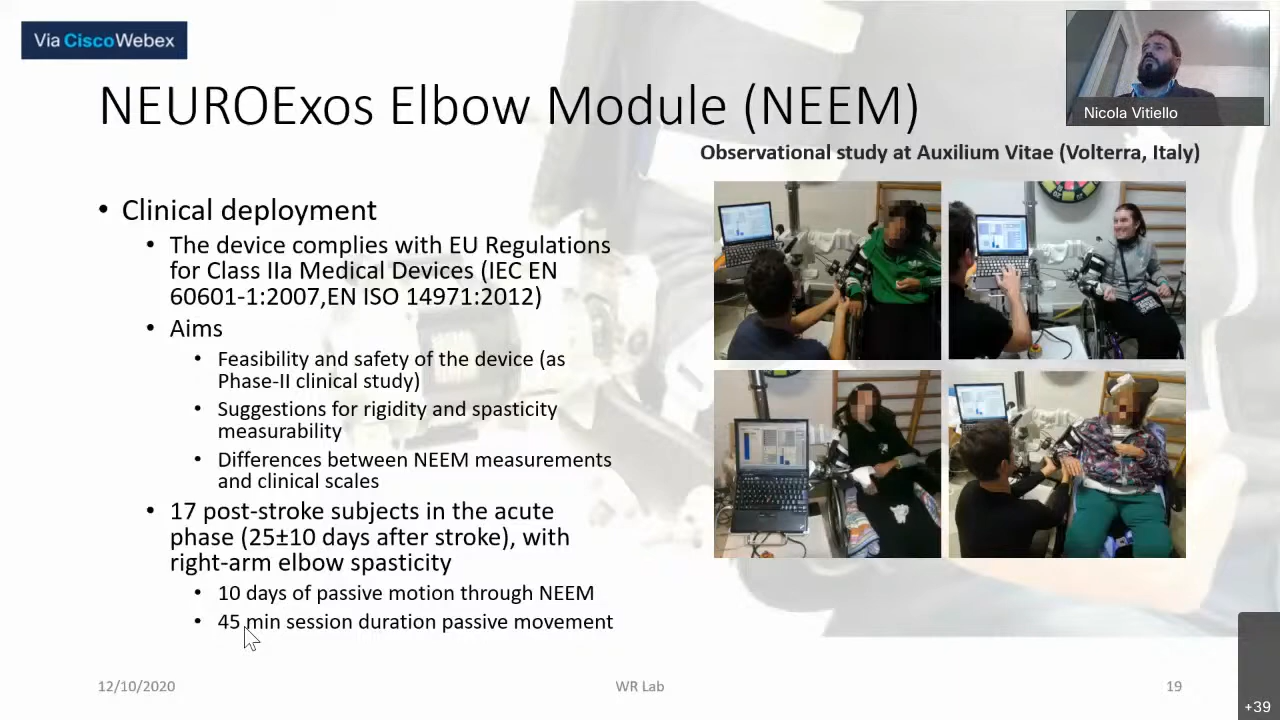 Via CiscoWebex
NEUROExos Elbow Module (NEEM)
Nicola Vitiello
Observational study at Auxilium Vitae (Volterra, Italy)
• Clinical deployment
• The device complies with EU Regulations
for Class IIa Medical Devices (IEC EN
60601-1:2007,EN ISO 14971:2012)
• Aims
• Feasibility and safety of the device (as
Phase-II clinical study)
• Suggestions for rigidity and spasticity
measurability
• Differences between NEEM measurements
and clinical scales
• 17 post-stroke subjects in the acute
phase (25±10 days after stroke), with
right-arm elbow spasticity
• 10 days of passive motion through NEEM
• 45 min session duration passive movement
12/10/2020
WR Lab
19
+39